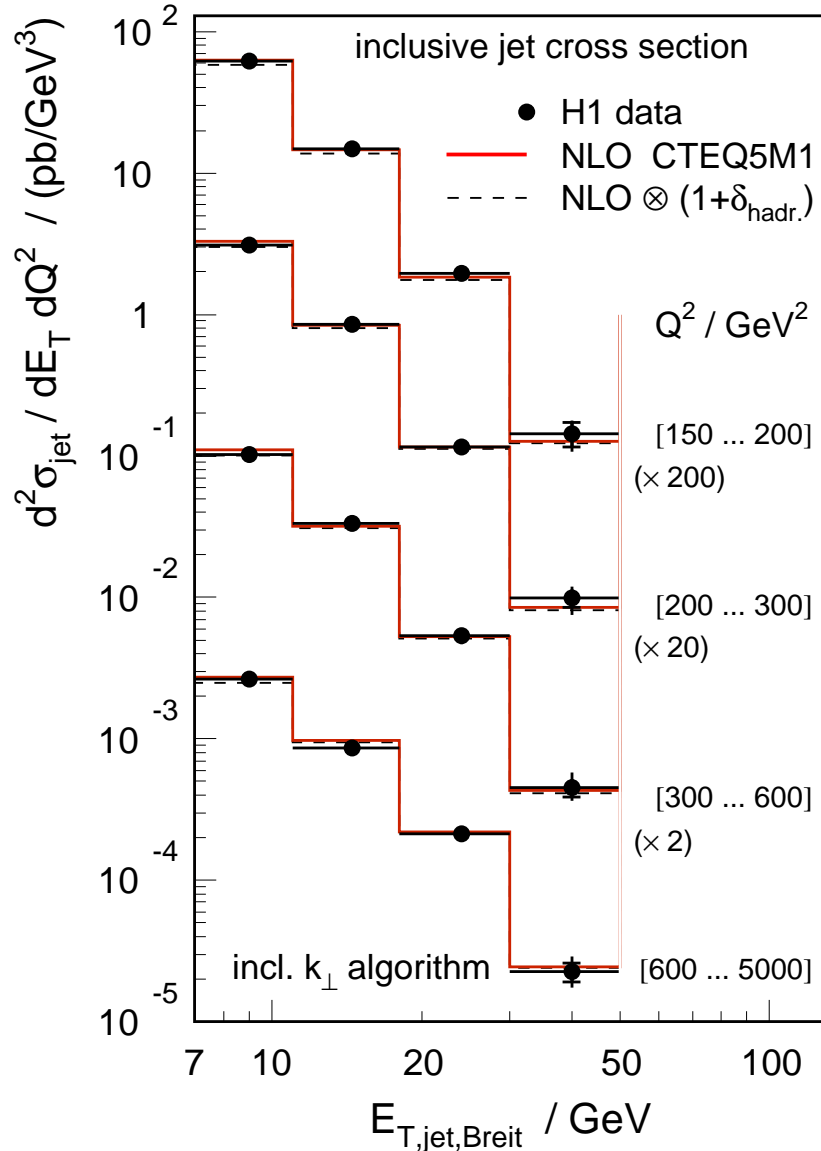 inclusive jet cross section
H1 data
NLO CTEQ5M1
NLO ⊗ (1+δ_hadr.)
d²σ_jet / dE_T dQ² / (pb/GeV³)
10²
10
1
10⁻¹
10⁻²
10⁻³
10⁻⁴
10⁻⁵
Q² / GeV²
[150 ... 200]
(× 200)
[200 ... 300]
(× 20)
[300 ... 600]
(× 2)
[600 ... 5000]
incl. k_⊥ algorithm
7 10 20 50 100
E_T,jet,Breit / GeV